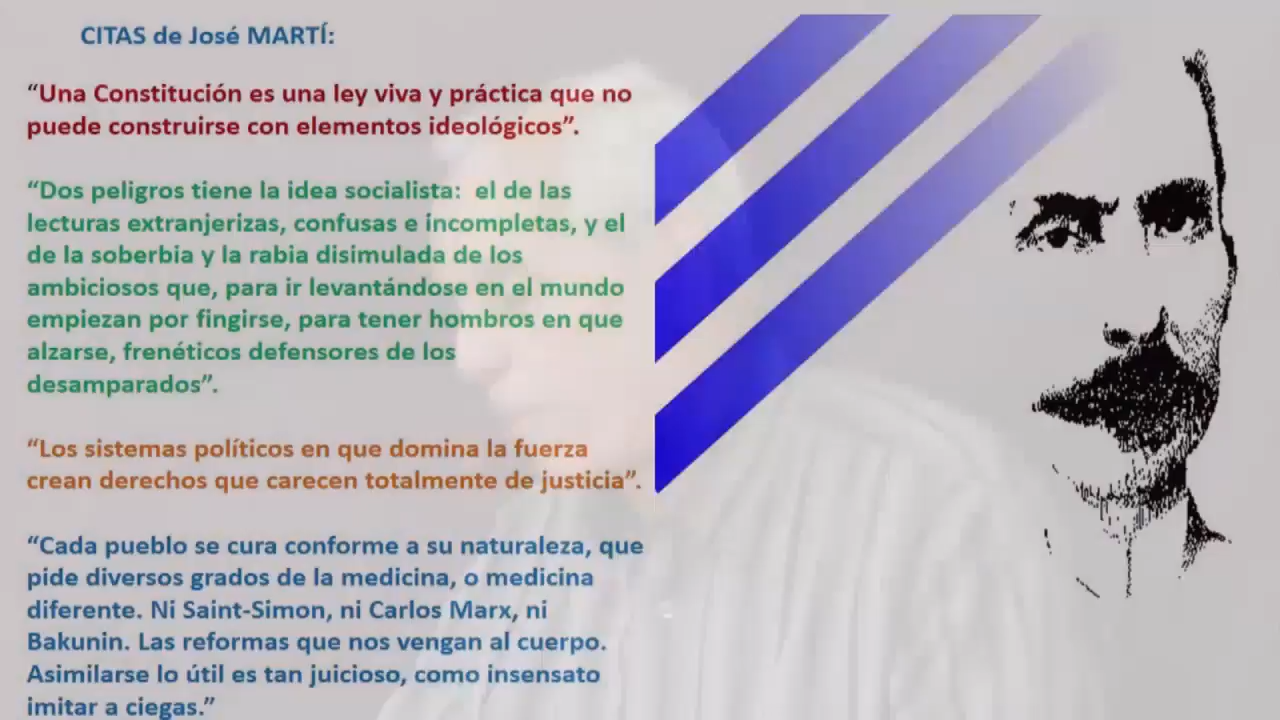 CITAS de José MARTÍ:
“Una Constitución es una ley viva y práctica que no
puede construirse con elementos ideológicos”.
“Dos peligros tiene la idea socialista: el de las
lecturas extranjerizas, confusas e incompletas, y el
de la soberbia y la rabia disimulada de los
ambiciosos que, para ir levantándose en el mundo
empiezan por fingirse, para tener hombros en que
alzarse, frenéticos defensores de los
desamparados”.
“Los sistemas políticos en que domina la fuerza
crean derechos que carecen totalmente de justicia”.
“Cada pueblo se cura conforme a su naturaleza, que
pide diversos grados de la medicina, o medicina
diferente. Ni Saint-Simon, ni Carlos Marx, ni
Bakunin. Las reformas que nos vengan al cuerpo.
Asimilarse lo útil es tan juicioso, como insensato
imitar a ciegas.”